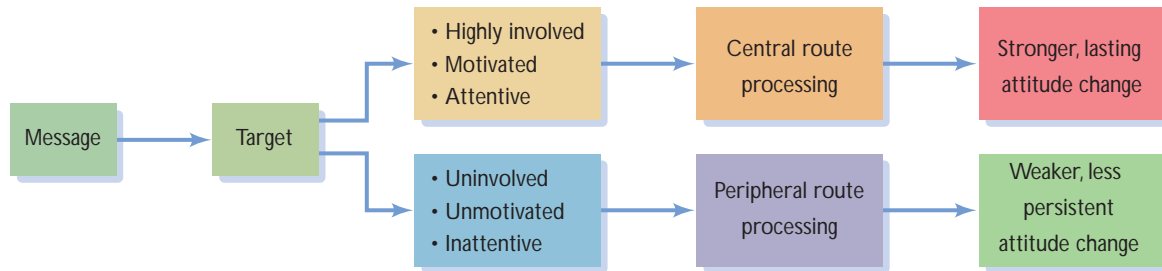 Message
Target
• Highly involved
• Motivated
• Attentive
Central route
processing
Stronger, lasting
attitude change
• Uninvolved
• Unmotivated
• Inattentive
Peripheral route
processing
Weaker, less
persistent
attitude change